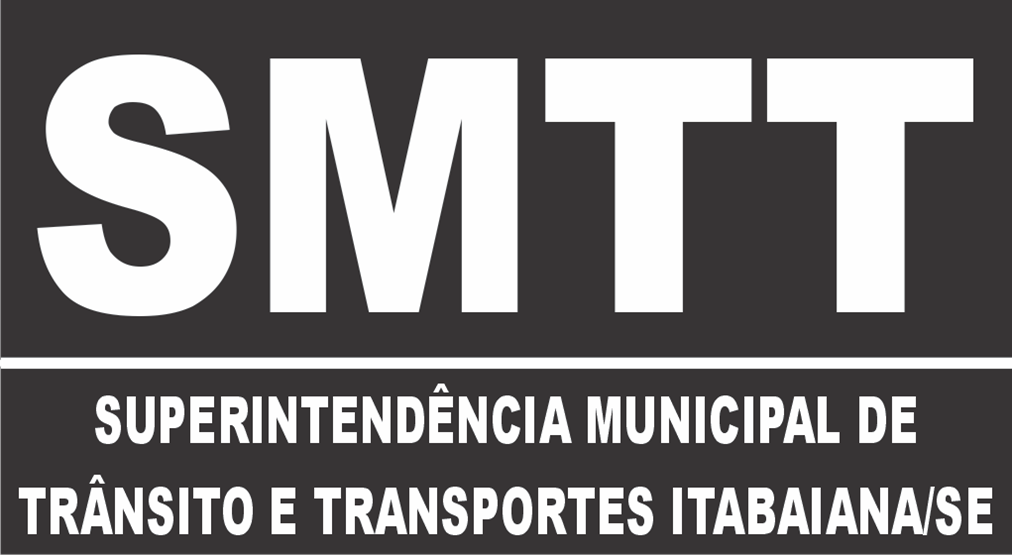 SMTT
SUPERINTENDÊNCIA MUNICIPAL DE
TRÂNSITO E TRANSPORTES ITABAIANA/SE